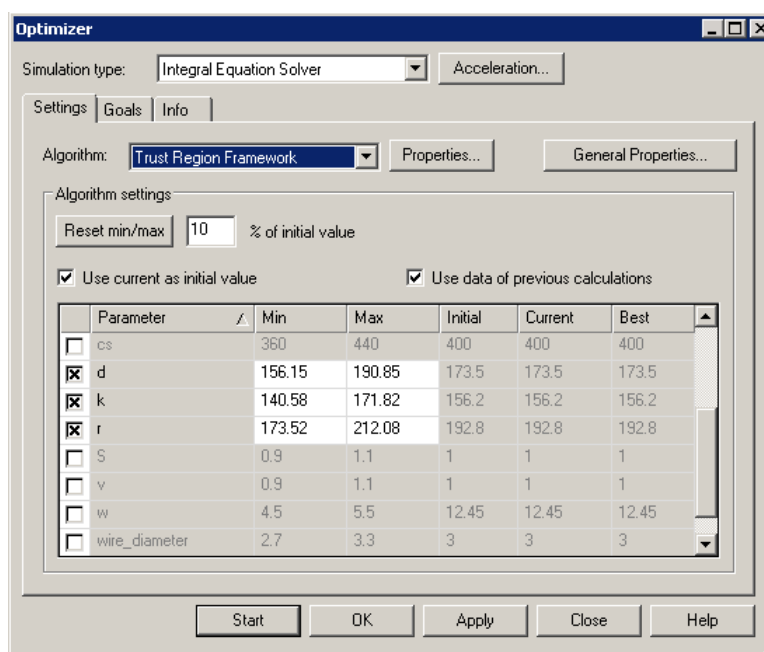 Optimizer
Simulation type: Integral Equation Solver Acceleration...
Settings Goals Info
Algorithm: Trust Region Framework Properties... General Properties...
Algorithm settings
Reset min/max 10 % of initial value
Use current as initial value Use data of previous calculations
Parameter Min Max Initial Current Best
cs 360 440 400 400 400
d 156.15 190.85 173.5 173.5 173.5
k 140.58 171.82 156.2 156.2 156.2
r 173.52 212.08 192.8 192.8 192.8
S 0.9 1.1 1 1 1
v 0.9 1.1 1 1 1
w 4.5 5.5 12.45 12.45 12.45
wire_diameter 2.7 3.3 3 3 3
Start OK Apply Close Help